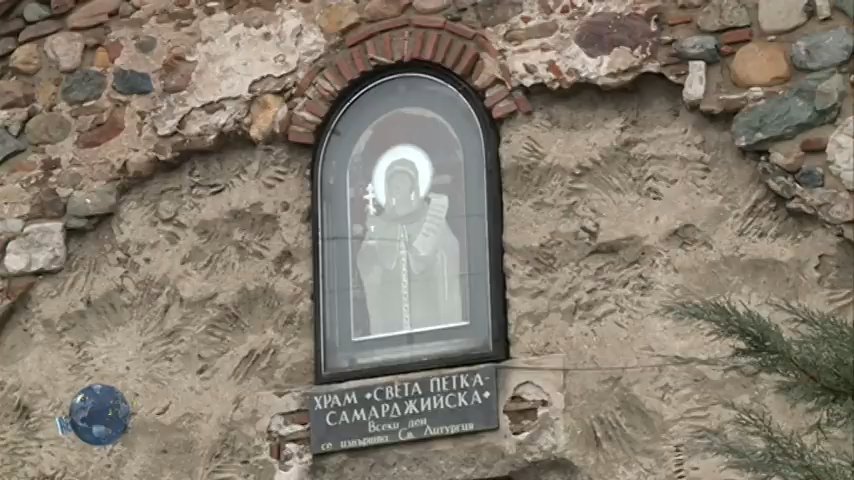 ХРАМ •СВЕТА ПЕТКА-
САМАРДЖИЙСКА•
Всеки ден
се извършва Св. Литургия